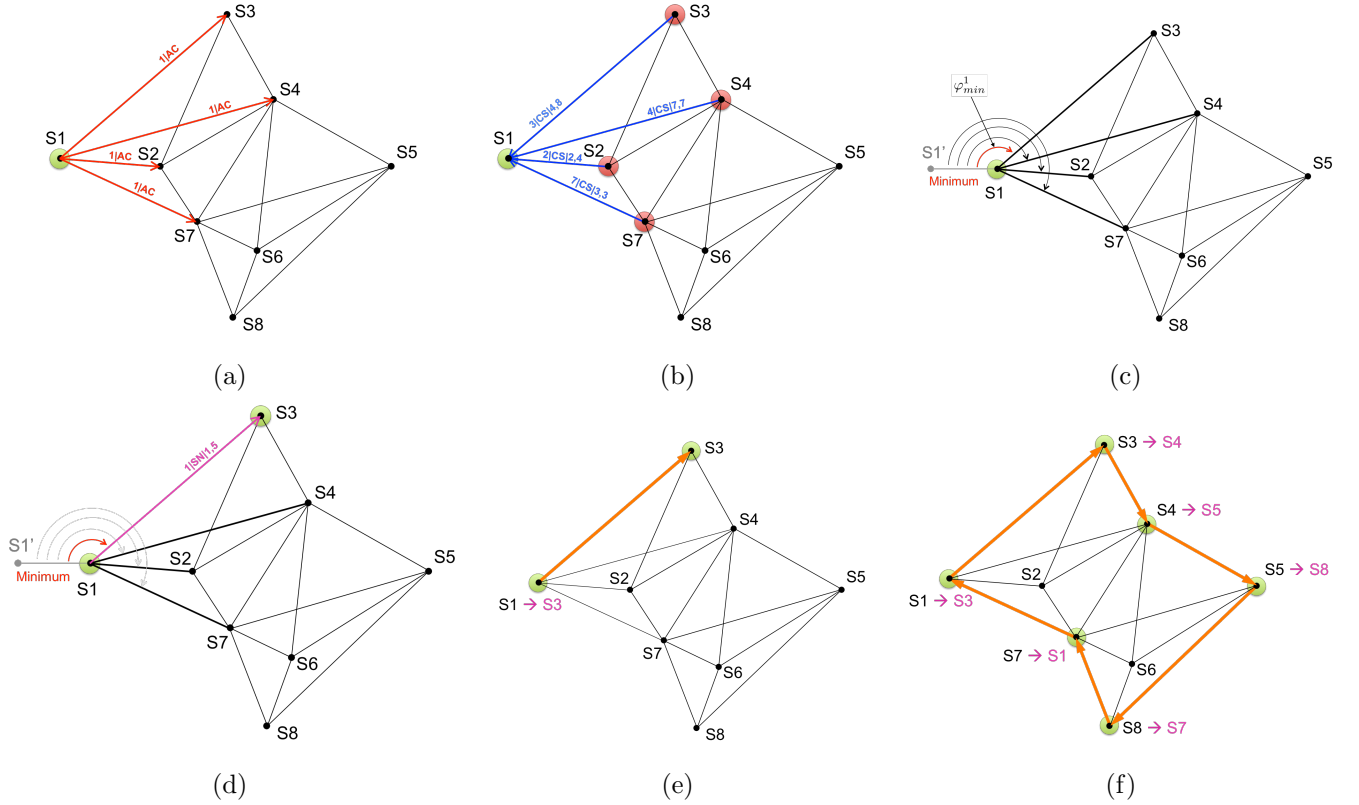 S3
1|AC
S4
1|AC
S1
S2
1|AC
S5
1|AC
S7
S6
S8
(a)
S3
3|CS|4,8
S4
4|CS|7,7
S1
S2
2|CS|2,4
S5
7|CS|3,3
S7
S6
S8
(b)
S3
φ¹min
S4
S1'
S2
S5
Minimum
S1
S7
S6
S8
(c)
S3
1|SN|1,5
S4
S1'
S2
S5
Minimum
S1
S7
S6
S8
(d)
S3
S4
S2
S5
S1 → S3
S7
S6
S8
(e)
S3 → S4
S4 → S5
S2
S5 → S8
S1 → S3
S7 → S1
S6
S8 → S7
(f)